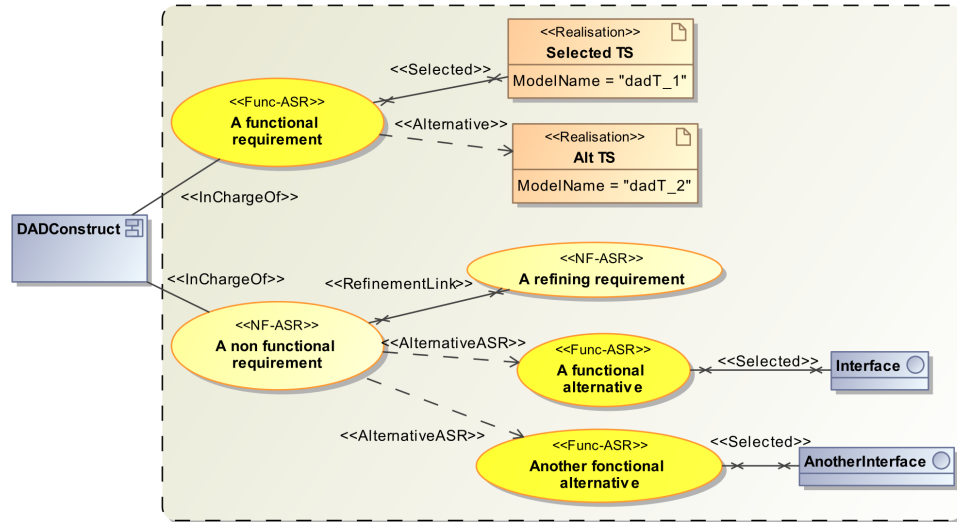 <<Realisation>>
Selected TS
ModelName = "dadT_1"
<<Selected>>
<<Func-ASR>>
A functional
requirement
<<Alternative>>
<<Realisation>>
Alt TS
ModelName = "dadT_2"
<<InChargeOf>>
DADConstruct
<<InChargeOf>>
<<NF-ASR>>
A refining requirement
<<RefinementLink>>
<<NF-ASR>>
A non functional
requirement
<<AlternativeASR>>
<<Func-ASR>>
A functional
alternative
<<Selected>>
Interface
<<AlternativeASR>>
<<Func-ASR>>
Another fonctional
alternative
<<Selected>>
AnotherInterface